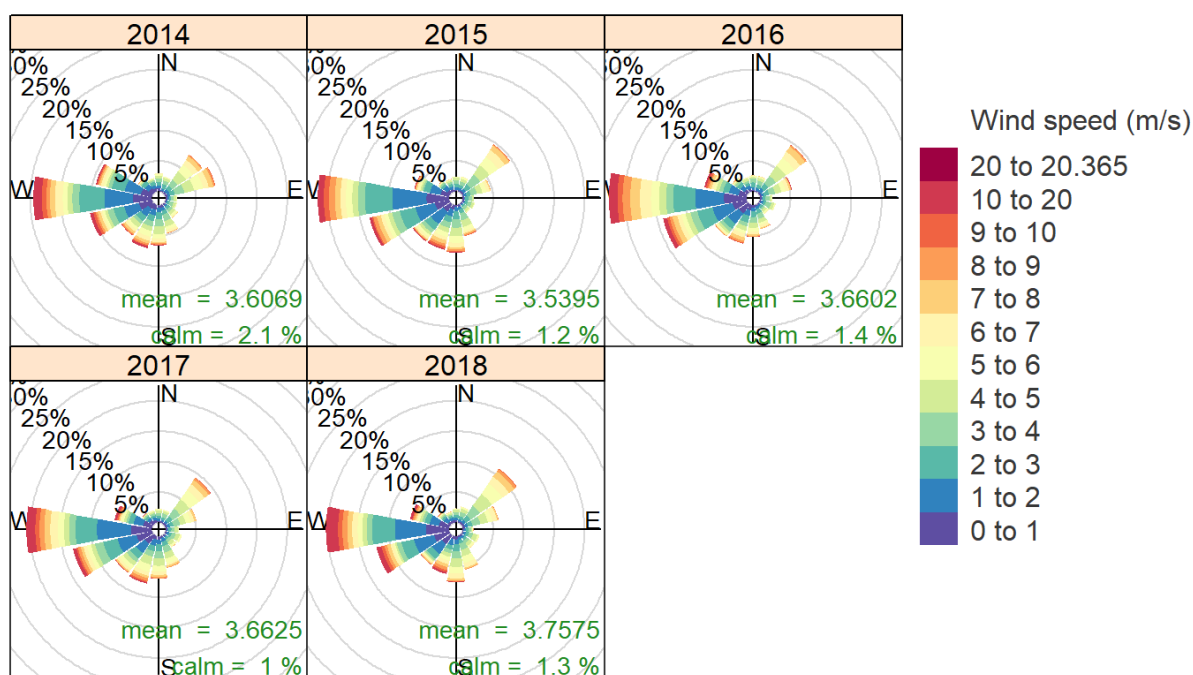 2014
2015
2016
0%
25%
20%
15%
10%
5%
N
W
E
S
mean = 3.6069
calm = 2.1 %
0%
25%
20%
15%
10%
5%
N
W
E
S
mean = 3.5395
calm = 1.2 %
0%
25%
20%
15%
10%
5%
N
W
E
S
mean = 3.6602
calm = 1.4 %
2017
2018
0%
25%
20%
15%
10%
5%
N
W
E
S
mean = 3.6625
calm = 1 %
0%
25%
20%
15%
10%
5%
N
W
E
S
mean = 3.7575
calm = 1.3 %
Wind speed (m/s)
20 to 20.365
10 to 20
9 to 10
8 to 9
7 to 8
6 to 7
5 to 6
4 to 5
3 to 4
2 to 3
1 to 2
0 to 1